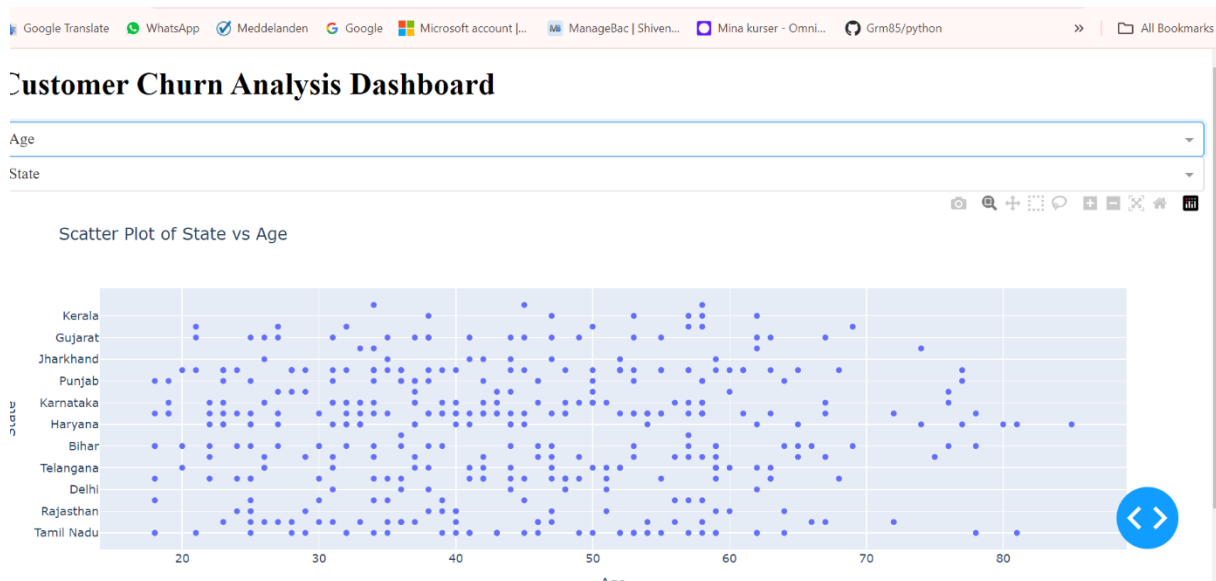 Google Translate WhatsApp Meddelanden Google Microsoft account |... ManageBac | Shiven... Mina kurser - Omni... Grm85/python » All Bookmarks
Customer Churn Analysis Dashboard
Age
State
Scatter Plot of State vs Age
Kerala
Gujarat
Jharkhand
Punjab
Karnataka
Haryana
Bihar
Telangana
Delhi
Rajasthan
Tamil Nadu
State
20 30 40 50 60 70 80
Age